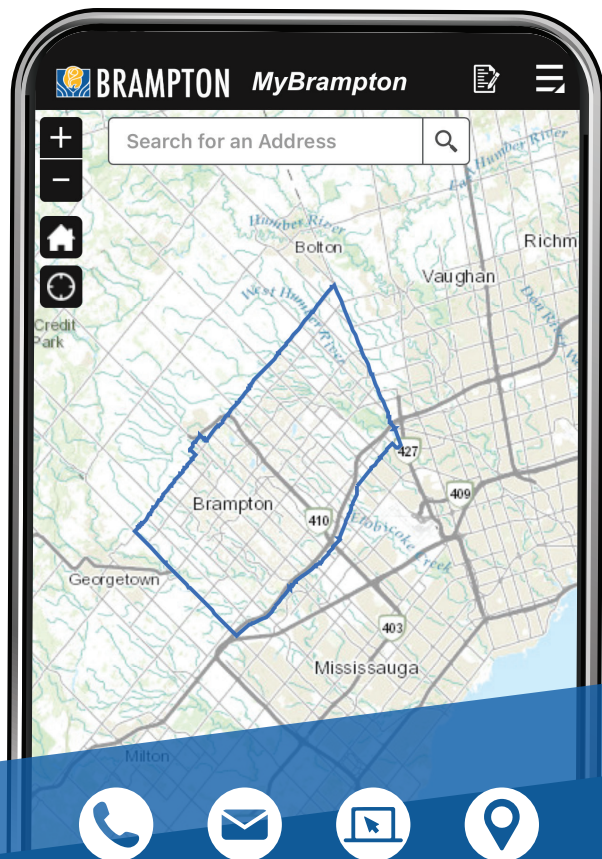 BRAMPTON MyBrampton
+
Search for an Address
−
East Humber River
Humber River
Bolton
Richm
Vaughan
West Humber River
Don River W
Credit
Park
427
Brampton
409
410
Etobicoke Creek
Georgetown
403
Mississauga
Milton